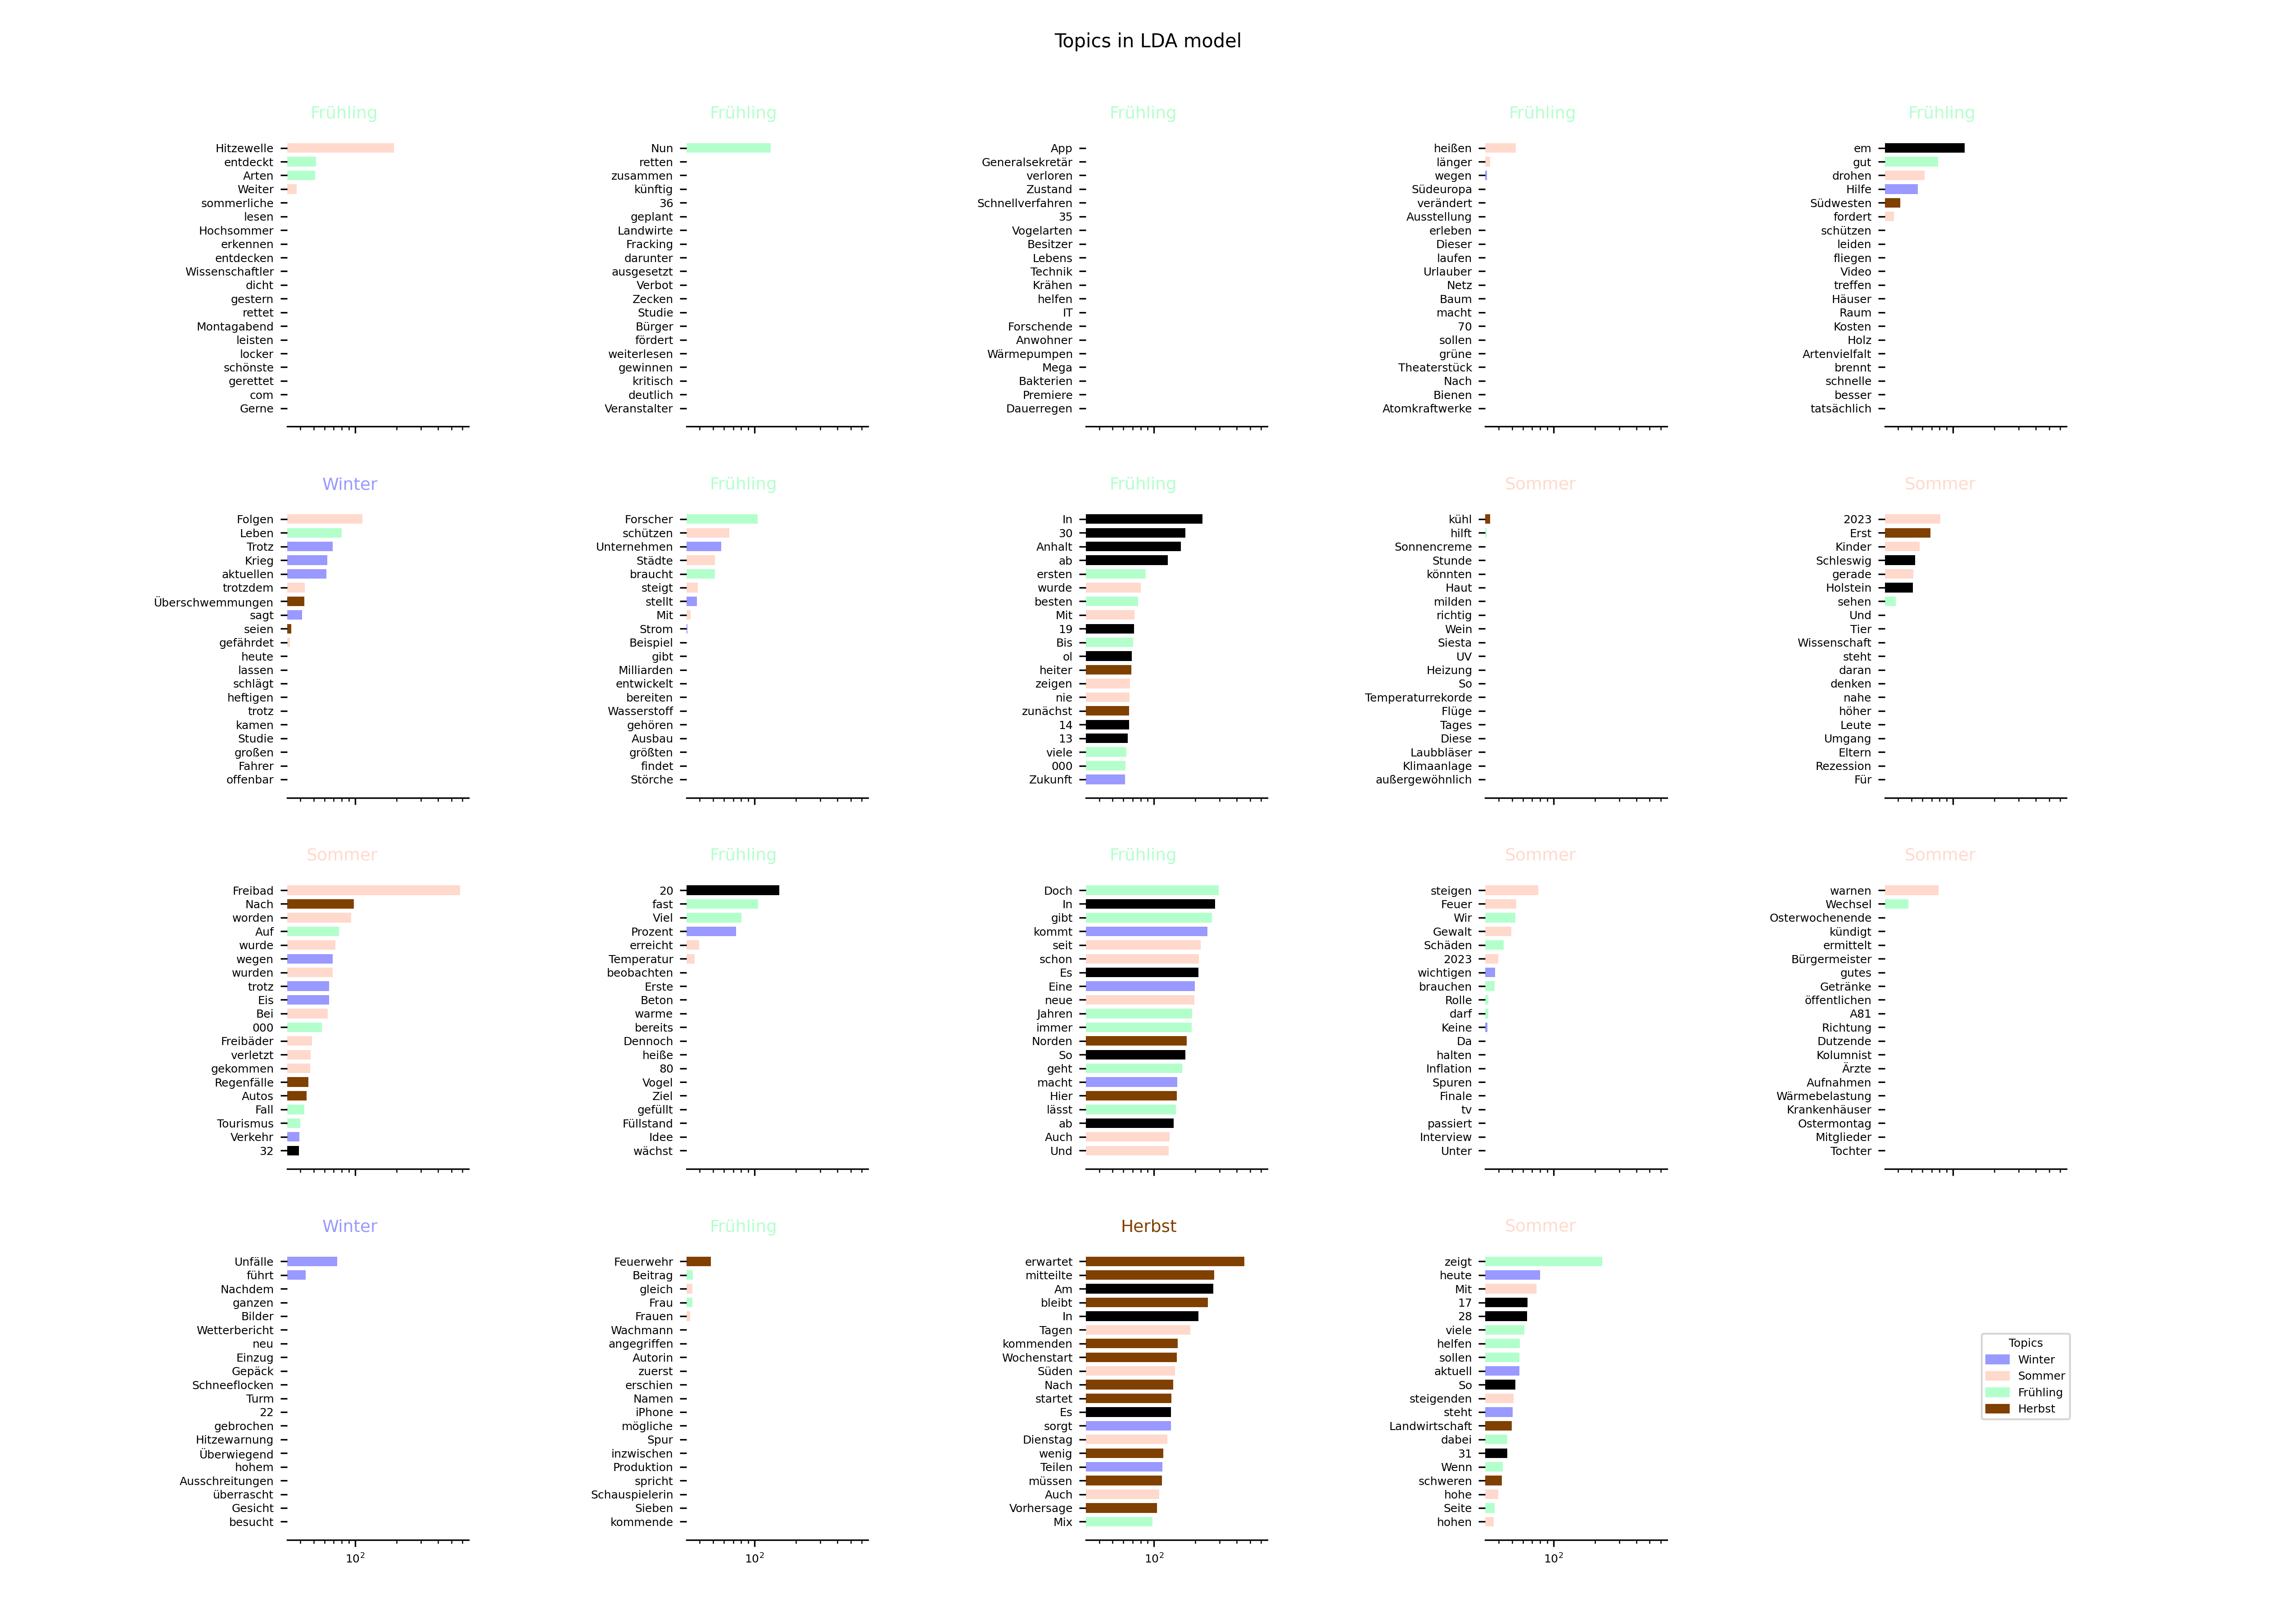 Topics in LDA model
Frühling
Hitzewelle
entdeckt
Arten
Weiter
sommerliche
lesen
Hochsommer
erkennen
entdecken
Wissenschaftler
dicht
gestern
rettet
Montagabend
leisten
locker
schönste
gerettet
com
Gerne
Frühling
Nun
retten
zusammen
künftig
36
geplant
Landwirte
Fracking
darunter
ausgesetzt
Verbot
Zecken
Studie
Bürger
fördert
weiterlesen
gewinnen
kritisch
deutlich
Veranstalter
Frühling
App
Generalsekretär
verloren
Zustand
Schnellverfahren
35
Vogelarten
Besitzer
Lebens
Technik
Krähen
helfen
IT
Forschende
Anwohner
Wärmepumpen
Mega
Bakterien
Premiere
Dauerregen
Frühling
heißen
länger
wegen
Südeuropa
verändert
Ausstellung
erleben
Dieser
laufen
Urlauber
Netz
Baum
macht
70
sollen
grüne
Theaterstück
Nach
Bienen
Atomkraftwerke
Frühling
em
gut
drohen
Hilfe
Südwesten
fordert
schützen
leiden
fliegen
Video
treffen
Häuser
Raum
Kosten
Holz
Artenvielfalt
brennt
schnelle
besser
tatsächlich
Winter
Folgen
Leben
Trotz
Krieg
aktuellen
trotzdem
Überschwemmungen
sagt
seien
gefährdet
heute
lassen
schlägt
heftigen
trotz
kamen
Studie
großen
Fahrer
offenbar
Frühling
Forscher
schützen
Unternehmen
Städte
braucht
steigt
stellt
Mit
Strom
Beispiel
gibt
Milliarden
entwickelt
bereiten
Wasserstoff
gehören
Ausbau
größten
findet
Störche
Frühling
In
30
Anhalt
ab
ersten
wurde
besten
Mit
19
Bis
ol
heiter
zeigen
nie
zunächst
14
13
viele
000
Zukunft
Sommer
kühl
hilft
Sonnencreme
Stunde
könnten
Haut
milden
richtig
Wein
Siesta
UV
Heizung
So
Temperaturrekorde
Flüge
Tages
Diese
Laubbläser
Klimaanlage
außergewöhnlich
Sommer
2023
Erst
Kinder
Schleswig
gerade
Holstein
sehen
Und
Tier
Wissenschaft
steht
daran
denken
nahe
höher
Leute
Umgang
Eltern
Rezession
Für
Sommer
Freibad
Nach
worden
Auf
wurde
wegen
wurden
trotz
Eis
Bei
000
Freibäder
verletzt
gekommen
Regenfälle
Autos
Fall
Tourismus
Verkehr
32
Frühling
20
fast
Viel
Prozent
erreicht
Temperatur
beobachten
Erste
Beton
warme
bereits
Dennoch
heiße
80
Vogel
Ziel
gefüllt
Füllstand
Idee
wächst
Frühling
Doch
In
gibt
kommt
seit
schon
Es
Eine
neue
Jahren
immer
Norden
So
geht
macht
Hier
lässt
ab
Auch
Und
Sommer
steigen
Feuer
Wir
Gewalt
Schäden
2023
wichtigen
brauchen
Rolle
darf
Keine
Da
halten
Inflation
Spuren
Finale
tv
passiert
Interview
Unter
Sommer
warnen
Wechsel
Osterwochenende
kündigt
ermittelt
Bürgermeister
gutes
Getränke
öffentlichen
A81
Richtung
Dutzende
Kolumnist
Ärzte
Aufnahmen
Wärmebelastung
Krankenhäuser
Ostermontag
Mitglieder
Tochter
Winter
Unfälle
führt
Nachdem
ganzen
Bilder
Wetterbericht
neu
Einzug
Gepäck
Schneeflocken
Turm
22
gebrochen
Hitzewarnung
Überwiegend
hohem
Ausschreitungen
überrascht
Gesicht
besucht
10²
Frühling
Feuerwehr
Beitrag
gleich
Frau
Frauen
Wachmann
angegriffen
Autorin
zuerst
erschien
Namen
iPhone
mögliche
Spur
inzwischen
Produktion
spricht
Schauspielerin
Sieben
kommende
10²
Herbst
erwartet
mitteilte
Am
bleibt
In
Tagen
kommenden
Wochenstart
Süden
Nach
startet
Es
sorgt
Dienstag
wenig
Teilen
müssen
Auch
Vorhersage
Mix
10²
Sommer
zeigt
heute
Mit
17
28
viele
helfen
sollen
aktuell
So
steigenden
steht
Landwirtschaft
dabei
31
Wenn
schweren
hohe
Seite
hohen
10²
Topics
Winter
Sommer
Frühling
Herbst